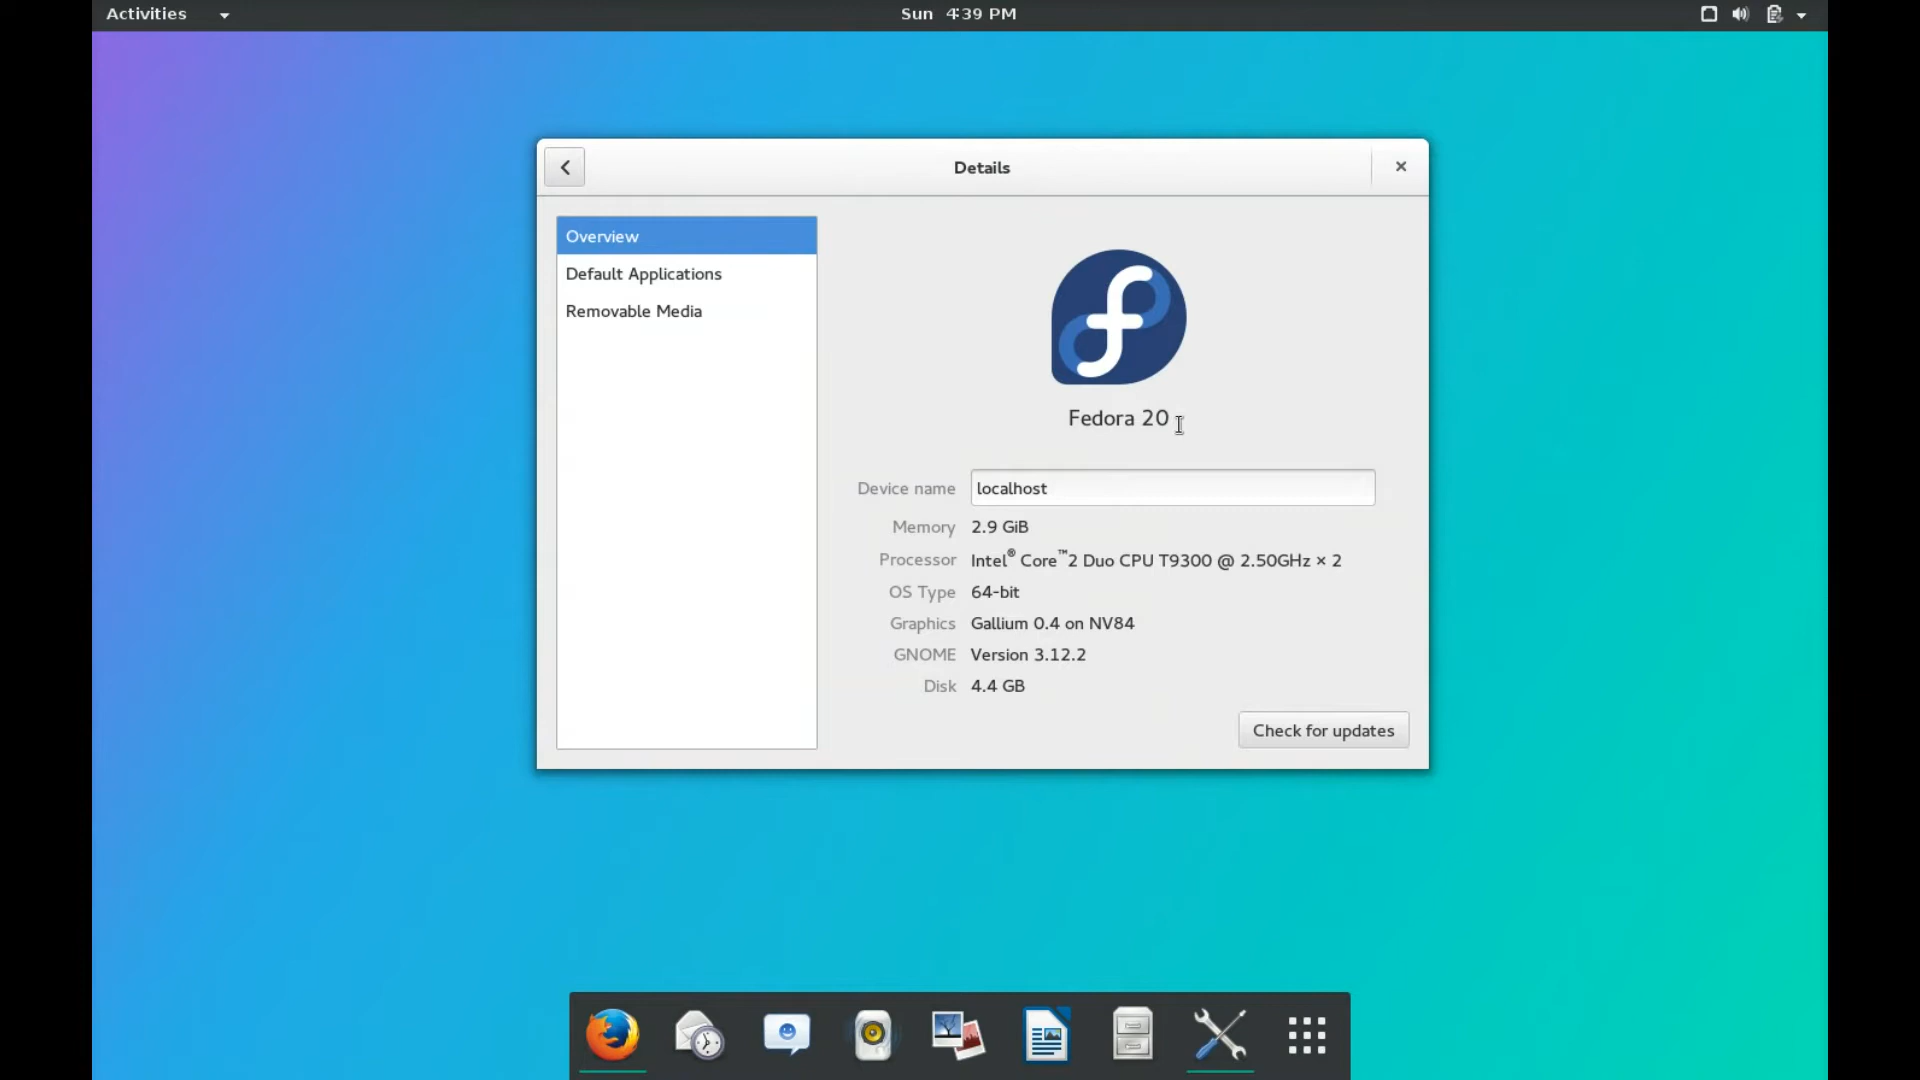 Activities
Sun 4:39 PM
Details
Overview
Default Applications
Removable Media
Fedora 20
Device name localhost
Memory 2.9 GiB
Processor Intel® Core™2 Duo CPU T9300 @ 2.50GHz × 2
OS Type 64-bit
Graphics Gallium 0.4 on NV84
GNOME Version 3.12.2
Disk 4.4 GB
Check for updates